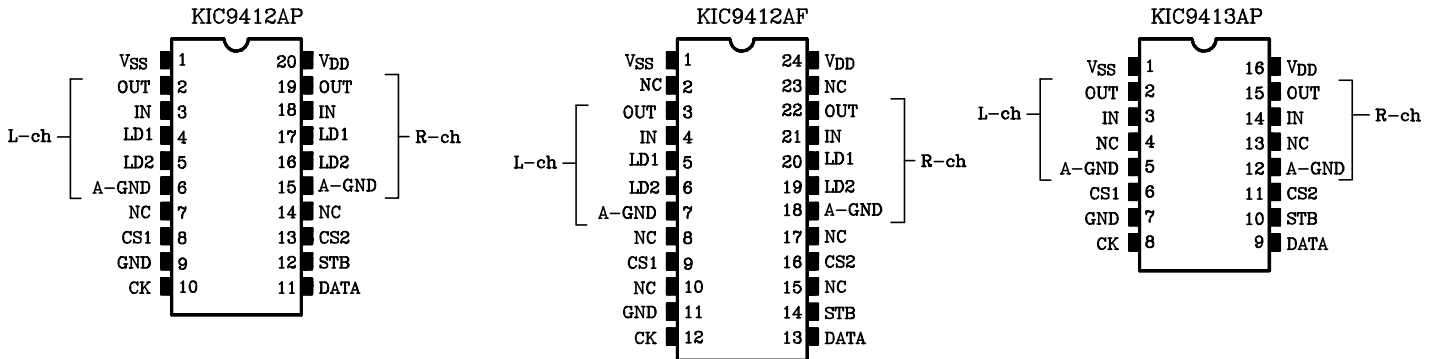 KIC9412AP
VSS 1 20 VDD
OUT 2 19 OUT
IN 3 18 IN
L-ch LD1 4 17 LD1 R-ch
LD2 5 16 LD2
A-GND 6 15 A-GND
NC 7 14 NC
CS1 8 13 CS2
GND 9 12 STB
CK 10 11 DATA
KIC9412AF
VSS 1 24 VDD
NC 2 23 NC
OUT 3 22 OUT
IN 4 21 IN
L-ch LD1 5 20 LD1 R-ch
LD2 6 19 LD2
A-GND 7 18 A-GND
NC 8 17 NC
CS1 9 16 CS2
NC 10 15 NC
GND 11 14 STB
CK 12 13 DATA
KIC9413AP
VSS 1 16 VDD
OUT 2 15 OUT
L-ch IN 3 14 IN R-ch
NC 4 13 NC
A-GND 5 12 A-GND
CS1 6 11 CS2
GND 7 10 STB
CK 8 9 DATA